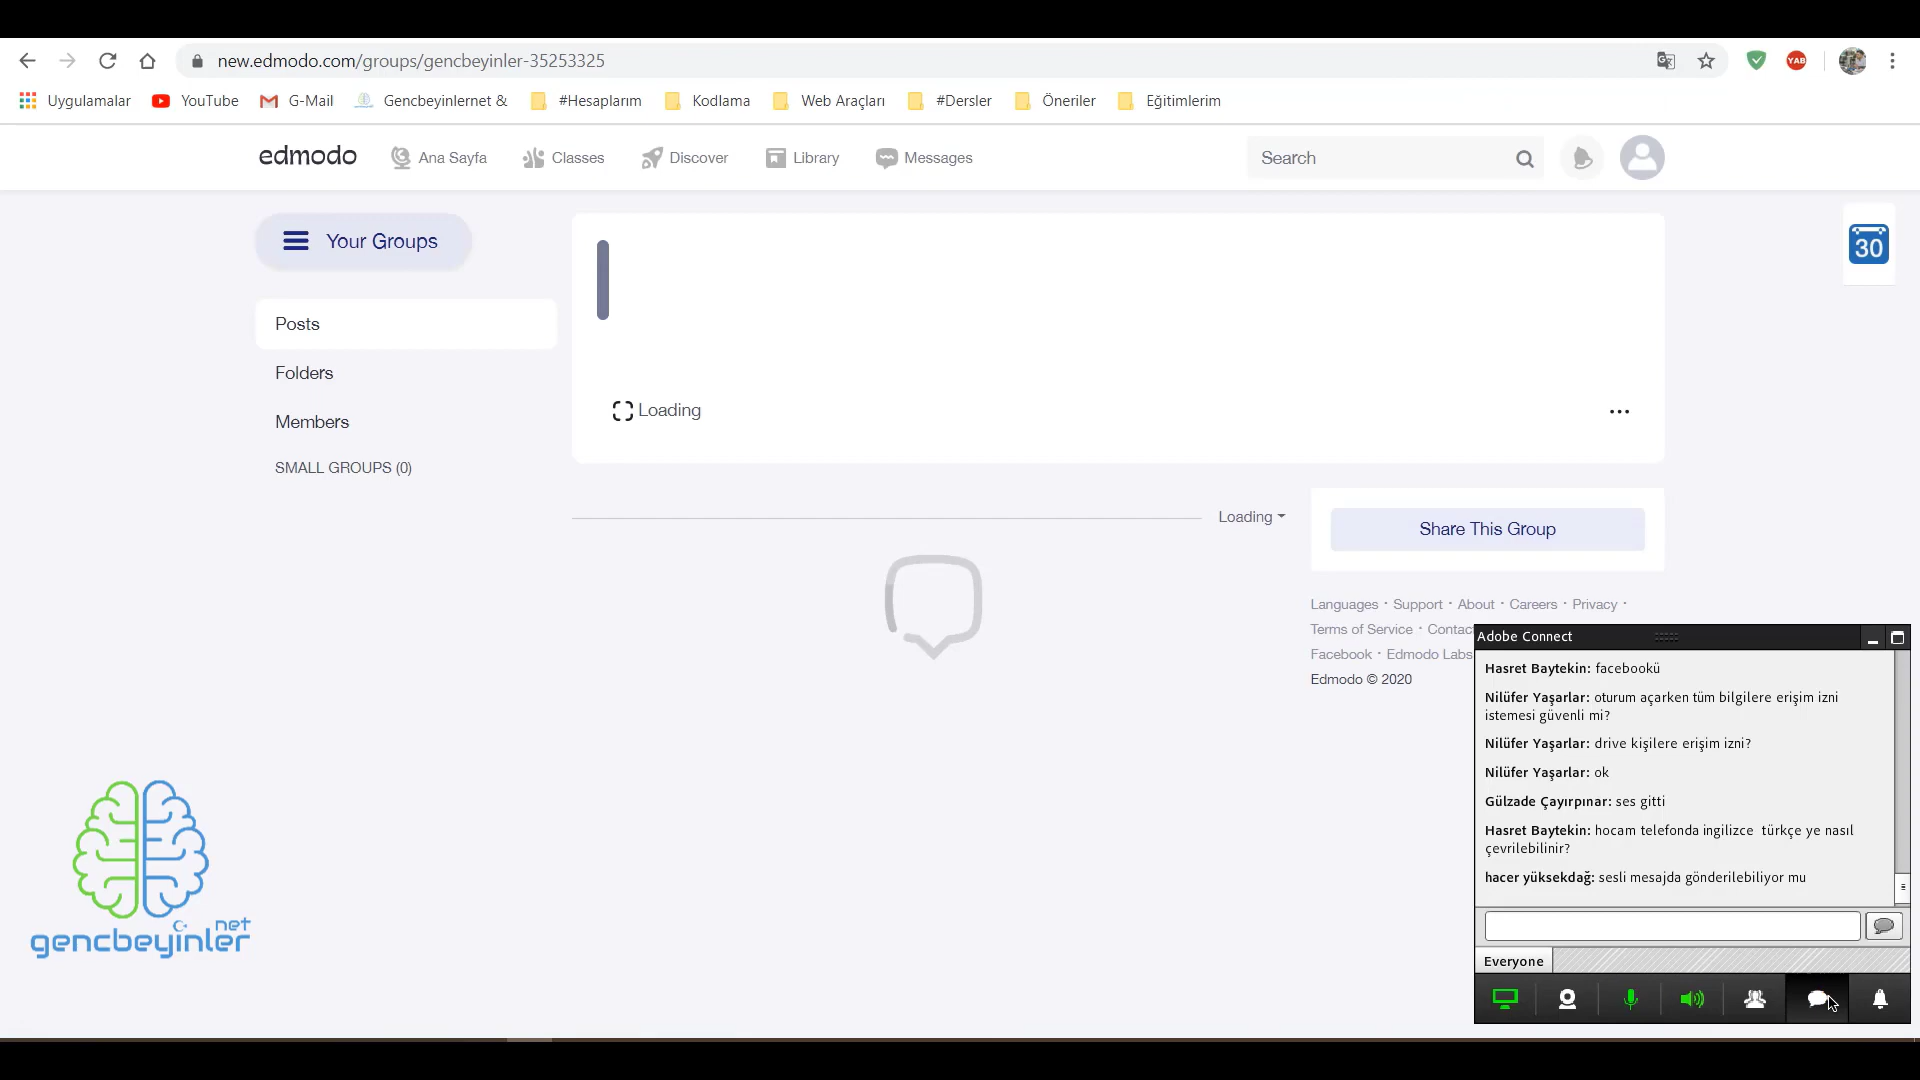 new.edmodo.com/groups/gencbeyinler-35253325
YAB
Uygulamalar YouTube G-Mail Gencbeyinlernet & #Hesaplarım Kodlama Web Araçları #Dersler Öneriler Eğitimlerim
edmodo Ana Sayfa Classes Discover Library Messages Search
Your Groups
30
Posts
Folders
Members
SMALL GROUPS (0)
Loading
Loading
Share This Group
Languages · Support · About · Careers · Privacy ·
Terms of Service · Contac
Facebook · Edmodo Labs
Edmodo © 2020
Adobe Connect
Hasret Baytekin: facebookü
Nilüfer Yaşarlar: oturum açarken tüm bilgilere erişim izni
istemesi güvenli mi?
Nilüfer Yaşarlar: drive kişilere erişim izni?
Nilüfer Yaşarlar: ok
Gülzade Çayırpınar: ses gitti
Hasret Baytekin: hocam telefonda ingilizce türkçe ye nasıl
çevrilebilinir?
hacer yüksekdağ: sesli mesajda gönderilebiliyor mu
Everyone
net
gencbeyinler